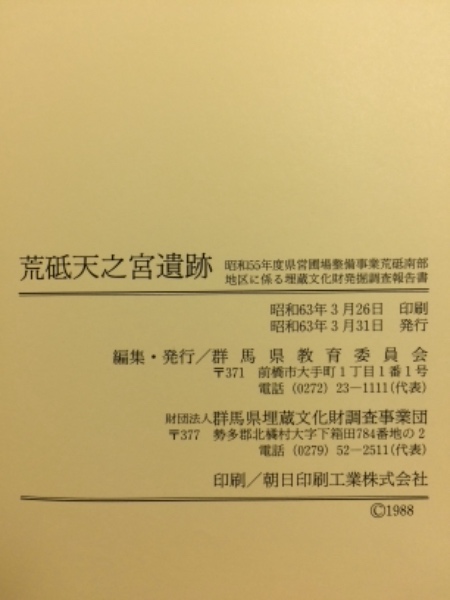 荒砥天之宮遺跡 昭和55年度県営圃場整備事業荒砥南部
地区に係る埋蔵文化財発掘調査報告書
昭和63年3月26日 印刷
昭和63年3月31日 発行
編集・発行/群馬県教育委員会
〒371 前橋市大手町1丁目1番1号
電話 (0272) 23-1111(代表)
財団法人群馬県埋蔵文化財調査事業団
〒377 勢多郡北橘村大字下箱田784番地の2
電話 (0279) 52-2511(代表)
印刷/朝日印刷工業株式会社
©1988